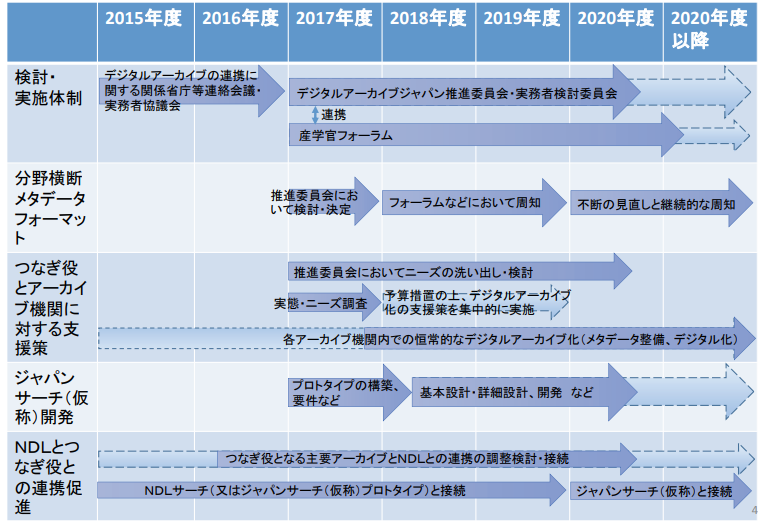 2015年度 2016年度 2017年度 2018年度 2019年度 2020年度 2020年度
以降
検討・
実施体制
デジタルアーカイブの連携に
関する関係省庁等連絡会議・
実務者協議会
デジタルアーカイブジャパン推進委員会・実務者検討委員会
連携
産学官フォーラム
分野横断
メタデータ
フォーマッ
ト
推進委員会にお
いて検討・決定
フォーラムなどにおいて周知
不断の見直しと継続的な周知
つなぎ役
とアーカイ
ブ機関に
対する支
援策
推進委員会においてニーズの洗い出し・検討
実態・ニーズ調査
予算措置の上、デジタルアーカイブ
化の支援策を集中的に実施
各アーカイブ機関内での恒常的なデジタルアーカイブ化（メタデータ整備、デジタル化）
ジャパン
サーチ（仮
称）開発
プロトタイプの構築、
要件など
基本設計・詳細設計、開発 など
NDLとつ
なぎ役と
の連携促
進
つなぎ役となる主要アーカイブとNDLとの連携の調整検討・接続
NDLサーチ（又はジャパンサーチ（仮称）プロトタイプ）と接続
ジャパンサーチ（仮称）と接続
4